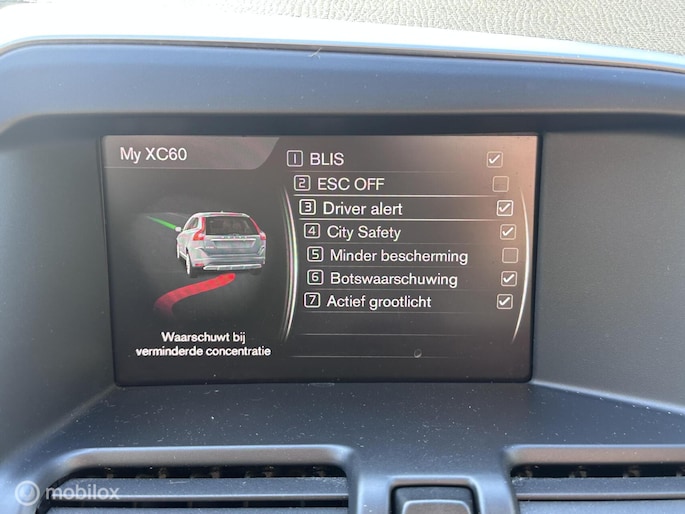 My XC60
1 BLIS
2 ESC OFF
3 Driver alert
4 City Safety
5 Minder bescherming
6 Botswaarschuwing
7 Actief grootlicht
Waarschuwt bij
verminderde concentratie
mobilox